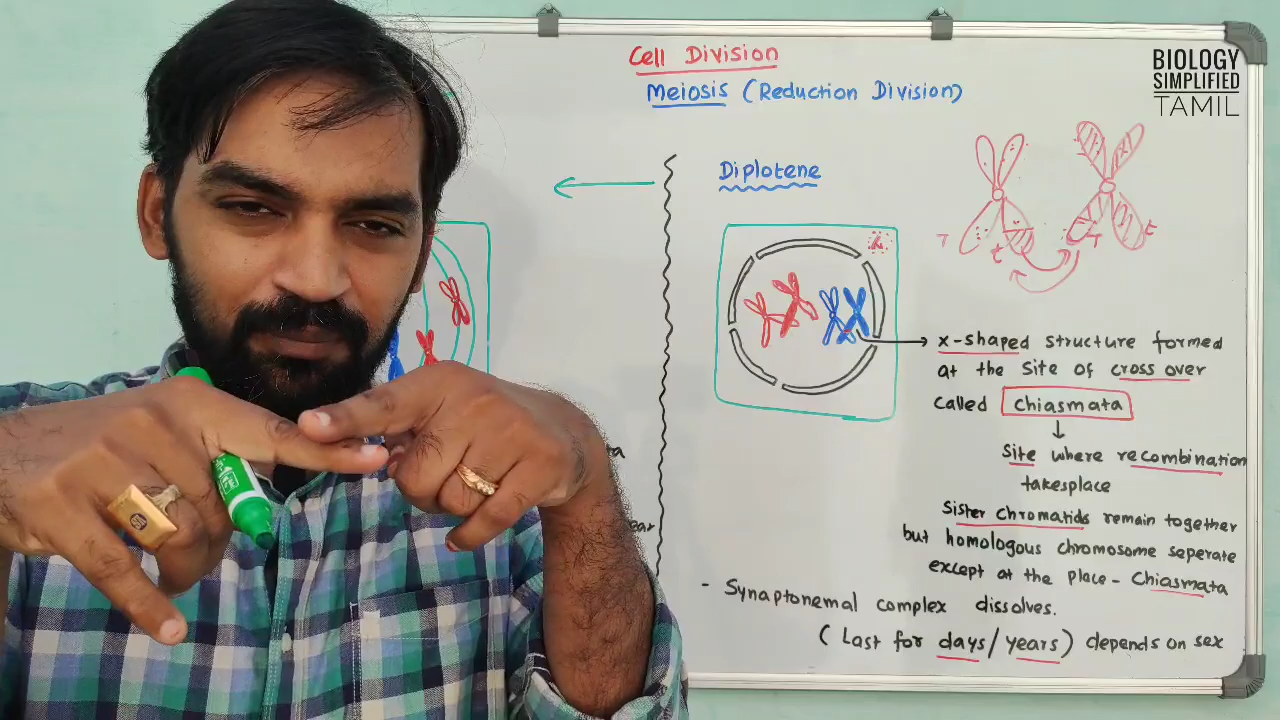 Cell Division
Meiosis (Reduction Division)
BIOLOGY
SIMPLIFIED
TAMIL
Diplotene
T
t
T
t
x-shaped structure formed
at the site of cross over
called chiasmata
Site where recombination
takesplace
Sister chromatids remain together
but homologous chromosome seperate
except at the place - Chiasmata
- Synaptonemal complex dissolves.
(Last for days/years) depends on sex